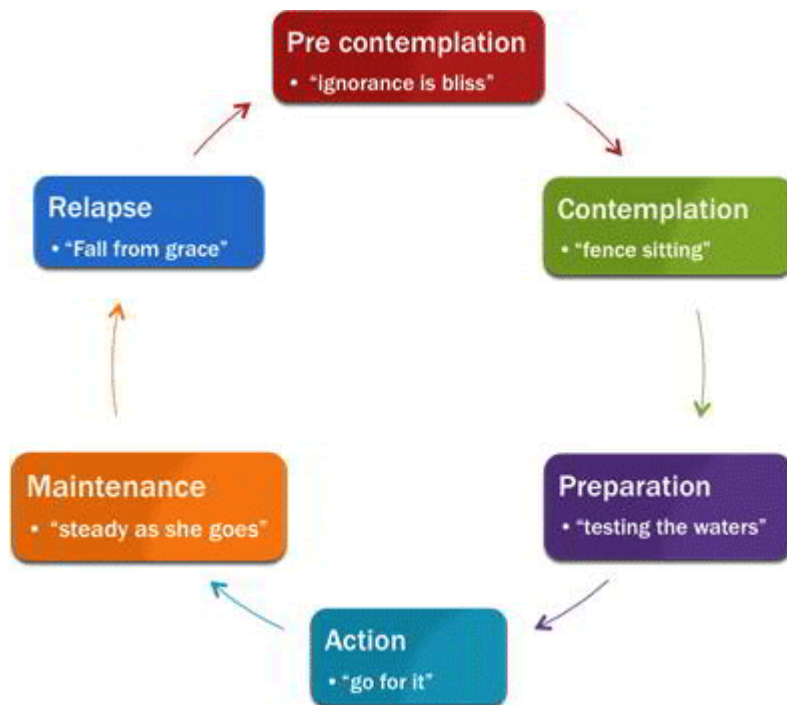 Pre contemplation
• "ignorance is bliss"
Contemplation
• "fence sitting"
Preparation
• "testing the waters"
Action
• "go for it"
Maintenance
• "steady as she goes"
Relapse
• "Fall from grace"